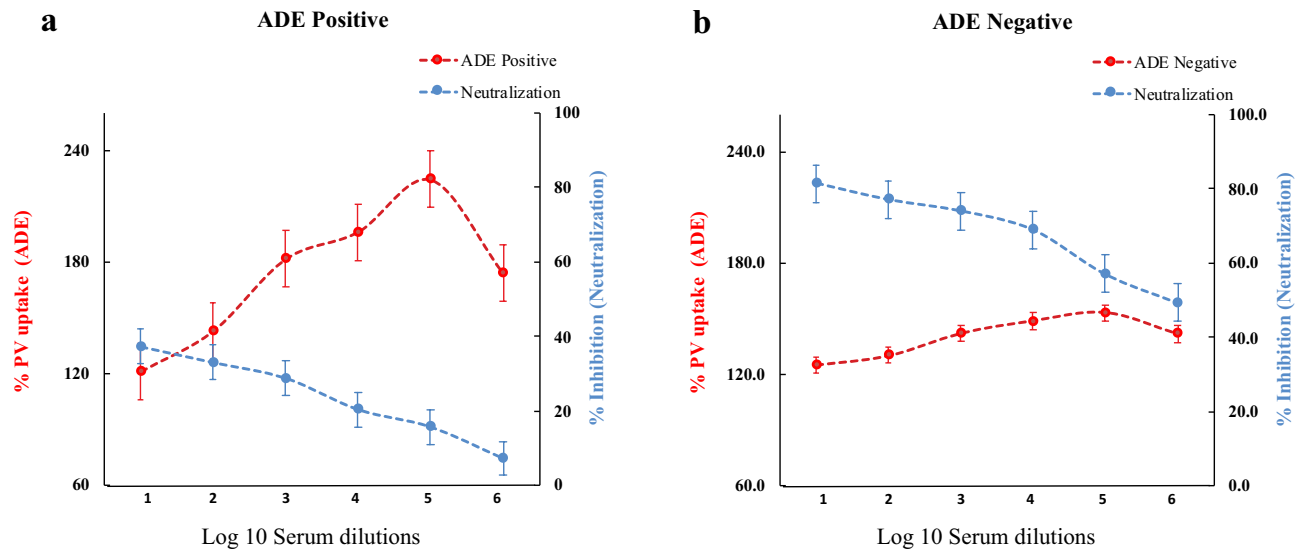 a
ADE Positive
ADE Positive
Neutralization
240
180
120
60
100
80
60
40
20
0
1 2 3 4 5 6
% PV uptake (ADE)
% Inhibition (Neutralization)
Log 10 Serum dilutions
b
ADE Negative
ADE Negative
Neutralization
240.0
180.0
120.0
60.0
100.0
80.0
60.0
40.0
20.0
0.0
1 2 3 4 5 6
% PV uptake (ADE)
% Inhibition (Neutralization)
Log 10 Serum dilutions